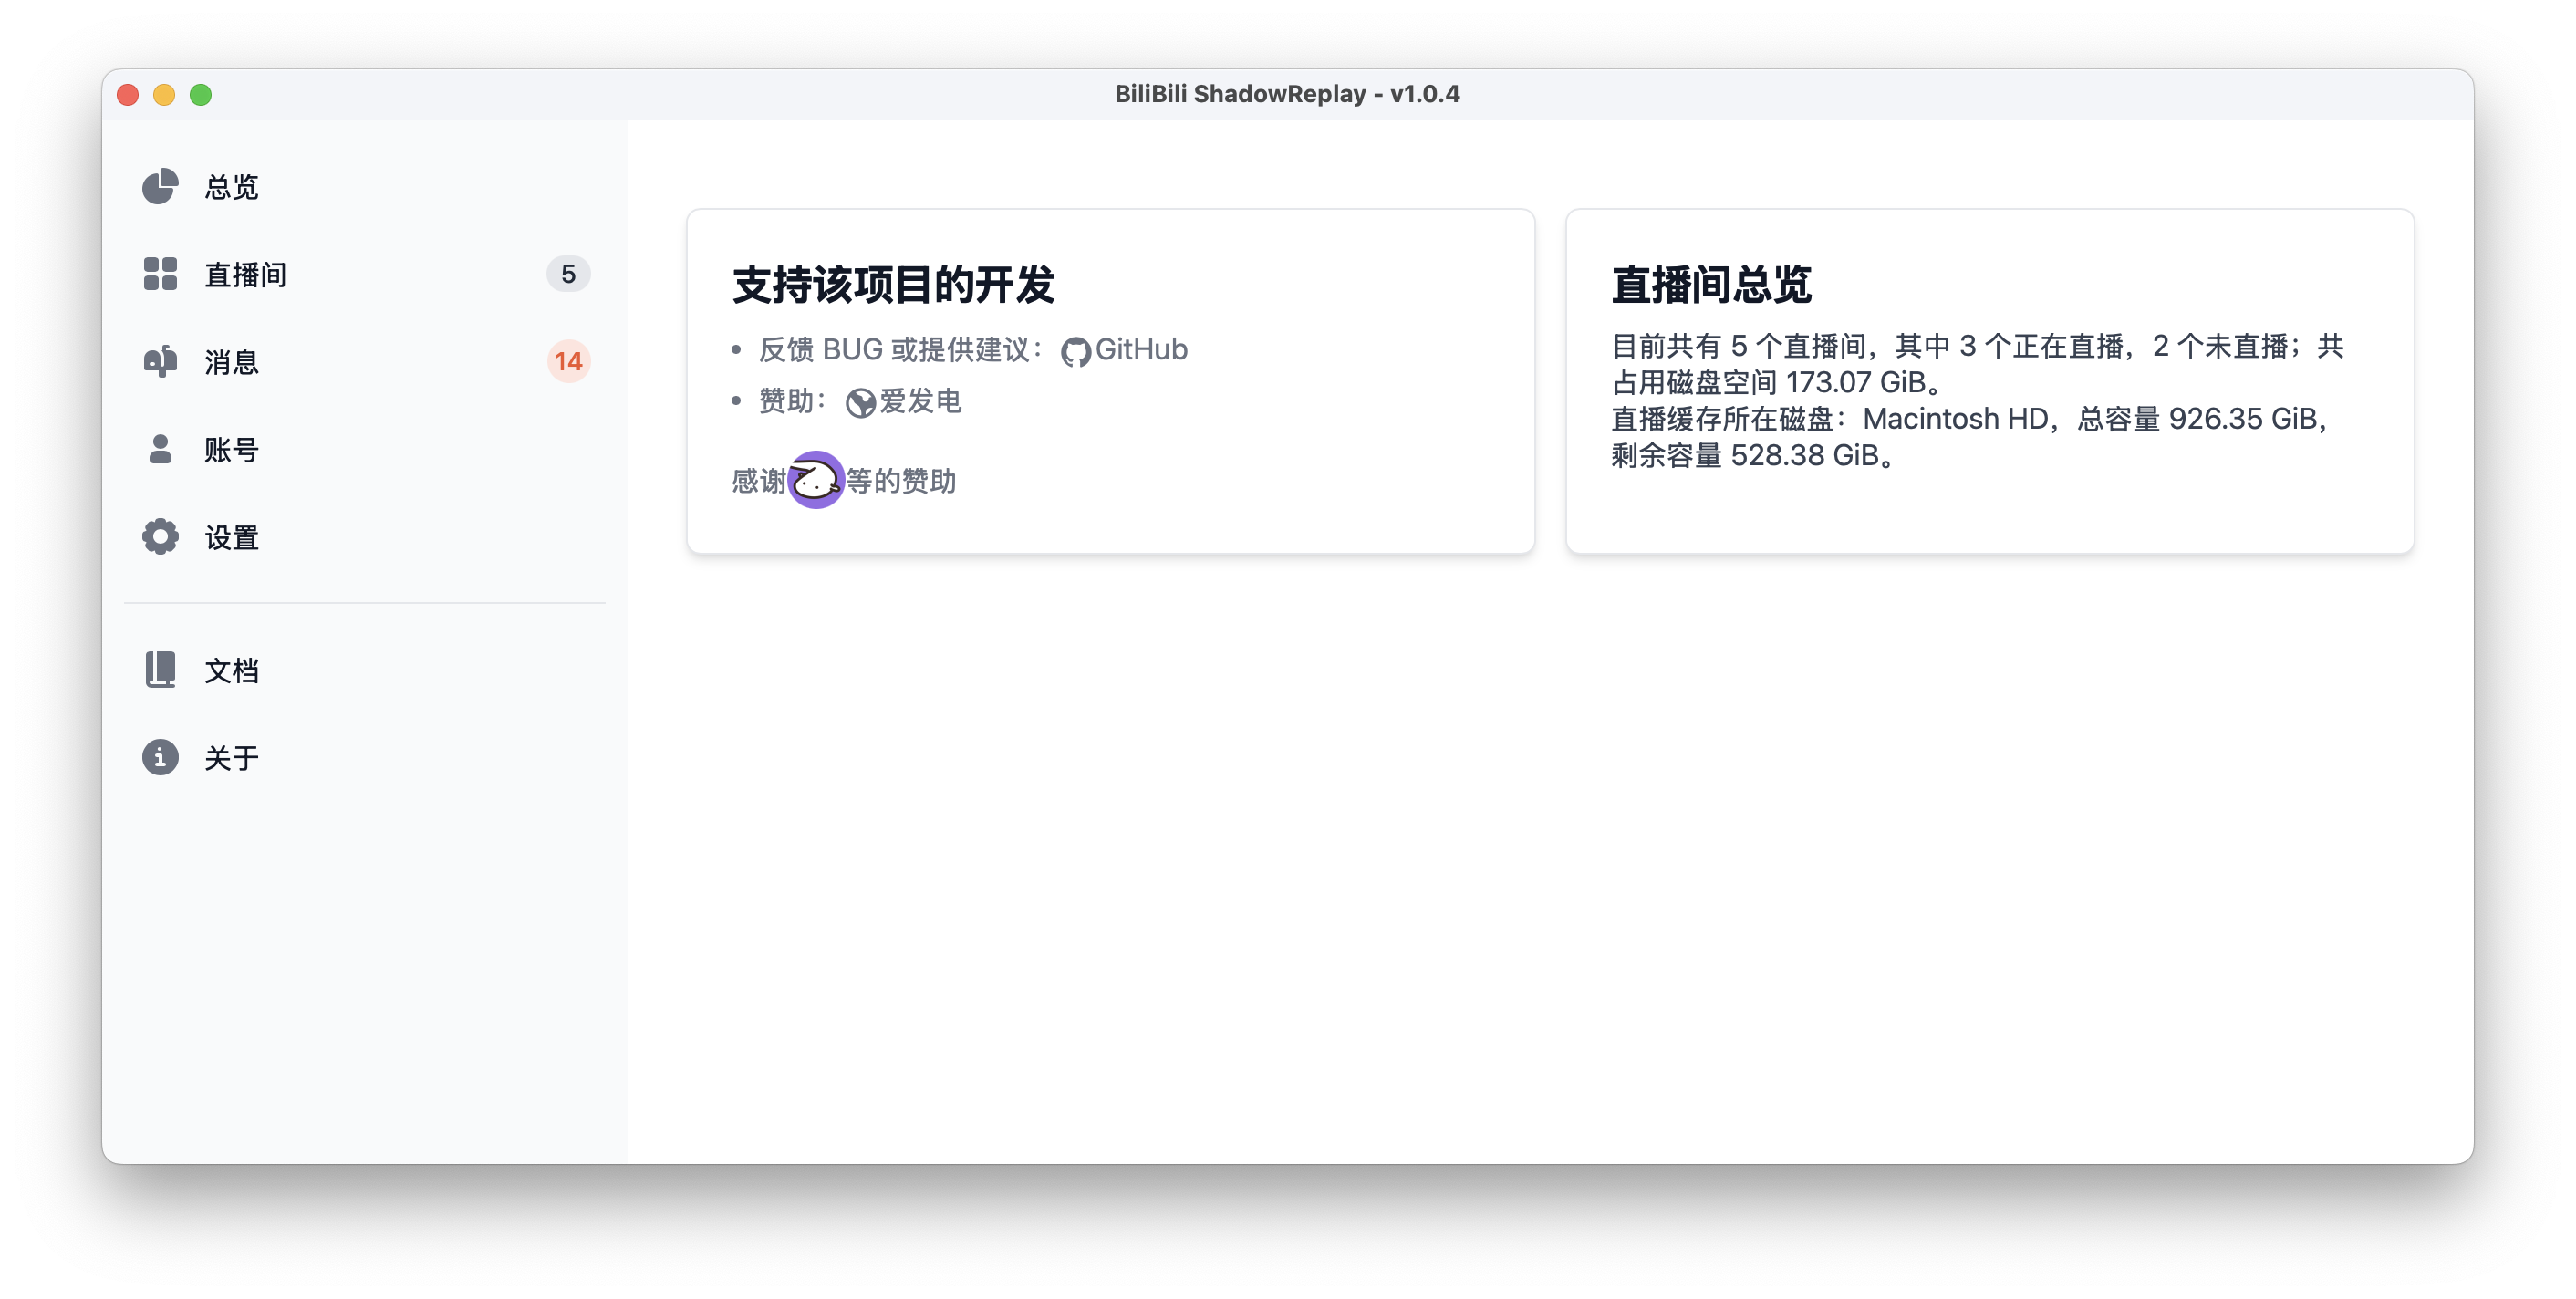 BiliBili ShadowReplay - v1.0.4
总览
直播间
5
消息
14
账号
设置
文档
关于
支持该项目的开发
• 反馈 BUG 或提供建议：GitHub
• 赞助：爱发电
感谢等的赞助
直播间总览
目前共有 5 个直播间，其中 3 个正在直播，2 个未直播；共
占用磁盘空间 173.07 GiB。
直播缓存所在磁盘：Macintosh HD，总容量 926.35 GiB，
剩余容量 528.38 GiB。